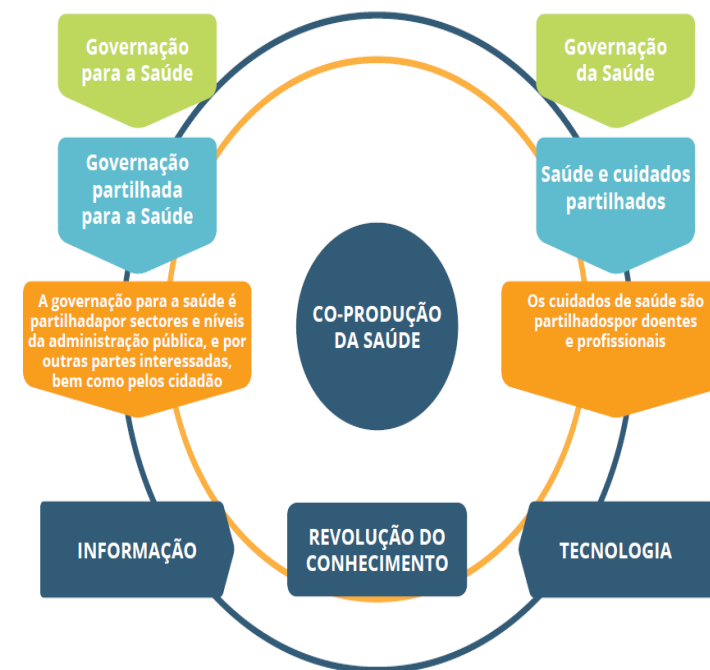 Governação
para a Saúde
Governação
da Saúde
Governação
partilhada
para a Saúde
Saúde e cuidados
partilhados
A governação para a saúde é
partilhadapor sectores e níveis
da administração pública, e por
outras partes interessadas,
bem como pelos cidadão
CO-PRODUÇÃO
DA SAÚDE
Os cuidados de saúde são
partilhadospor doentes
e profissionais
INFORMAÇÃO
REVOLUÇÃO DO
CONHECIMENTO
TECNOLOGIA